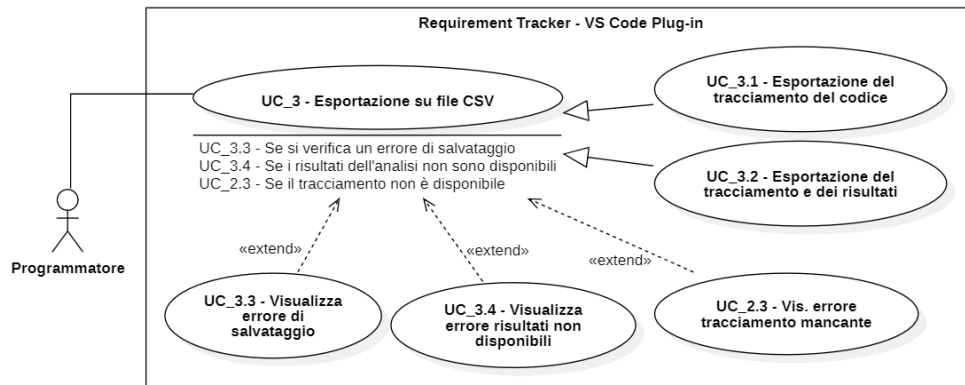 Requirement Tracker - VS Code Plug-in
UC_3 - Esportazione su file CSV
UC_3.1 - Esportazione del
tracciamento del codice
UC_3.3 - Se si verifica un errore di salvataggio
UC_3.4 - Se i risultati dell'analisi non sono disponibili
UC_2.3 - Se il tracciamento non è disponibile
UC_3.2 - Esportazione del
tracciamento e dei risultati
Programmatore
«extend»
«extend»
«extend»
UC_3.3 - Visualizza
errore di
salvataggio
UC_3.4 - Visualizza
errore risultati non
disponibili
UC_2.3 - Vis. errore
tracciamento mancante